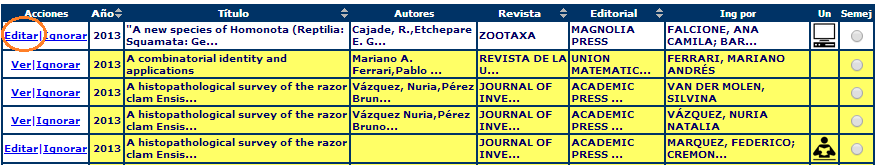 Acciones Año Título Autores Revista Editorial Ing por Un Semej
Editar|Ignorar 2013 "A new species of Homonota (Reptilia: Squamata: Ge... Cajade, R.,Etchepare E. G... ZOOTAXA MAGNOLIA PRESS FALCIONE, ANA CAMILA; BAR...
Ver|Ignorar 2013 A combinatorial identity and applications Mariano A. Ferrari,Pablo ... REVISTA DE LA U... UNION MATEMATIC... FERRARI, MARIANO ANDRÉS
Ver|Ignorar 2013 A histopathological survey of the razor clam Ensis... Vázquez, Nuria,Pérez Brun... JOURNAL OF INVE... ACADEMIC PRESS ... VAN DER MOLEN, SILVINA
Ver|Ignorar 2013 A histopathological survey of the razor clam Ensis... Vázquez Nuria,Pérez Bruno... JOURNAL OF INVE... ACADEMIC PRESS ... VÁZQUEZ, NURIA NATALIA
Editar|Ignorar 2013 A histopathological survey of the razor clam Ensis... JOURNAL OF INVE... ACADEMIC PRESS ... MARQUEZ, FEDERICO; CREMON...